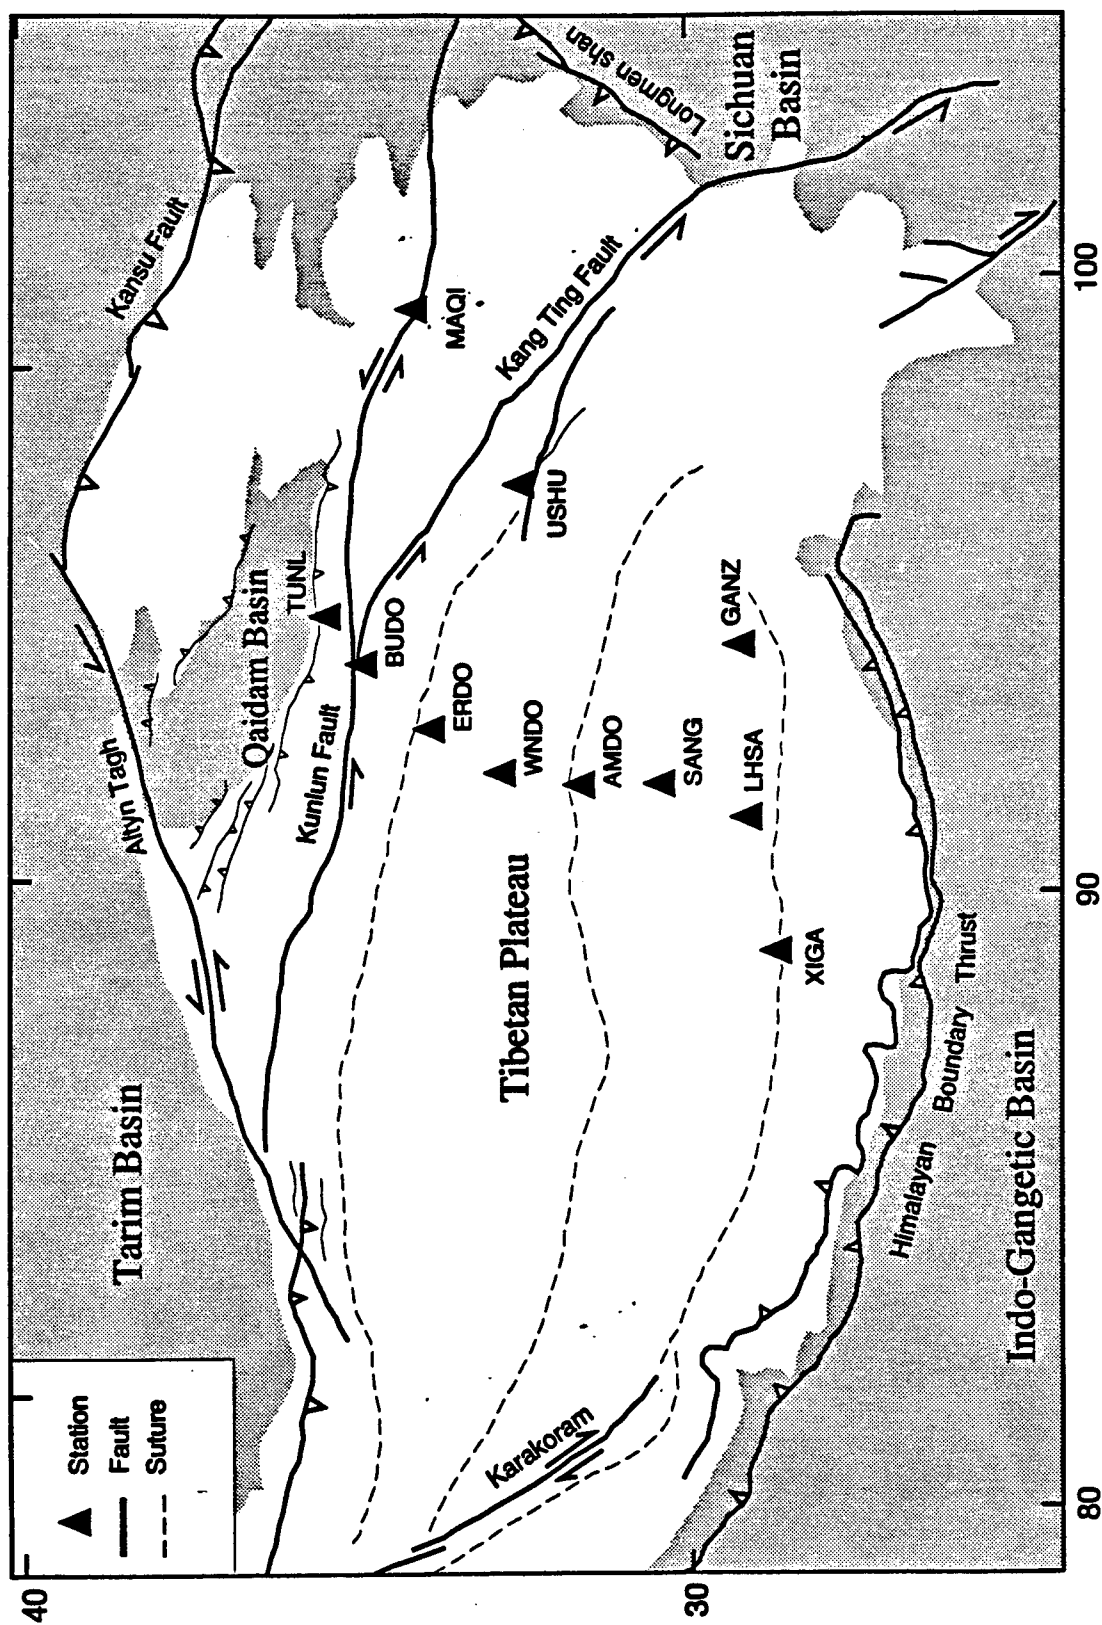 Station
Fault
Suture
Tarim Basin
Altyn Tagh
Kansu Fault
Qaidam Basin
TUNL
Kunlun Fault
BUDO
MAQI
ERDO
WNDO
AMDO
SANG
LHSA
GANZ
XIGA
USHU
Kang Ting Fault
Longmen shan
Sichuan
Basin
Tibetan Plateau
Karakoram
Himalayan Boundary Thrust
Indo-Gangetic Basin
40
30
80
90
100